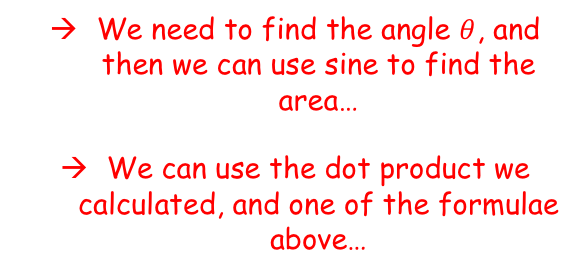 → We need to find the angle θ, and
then we can use sine to find the
area…
→ We can use the dot product we
calculated, and one of the formulae
above…